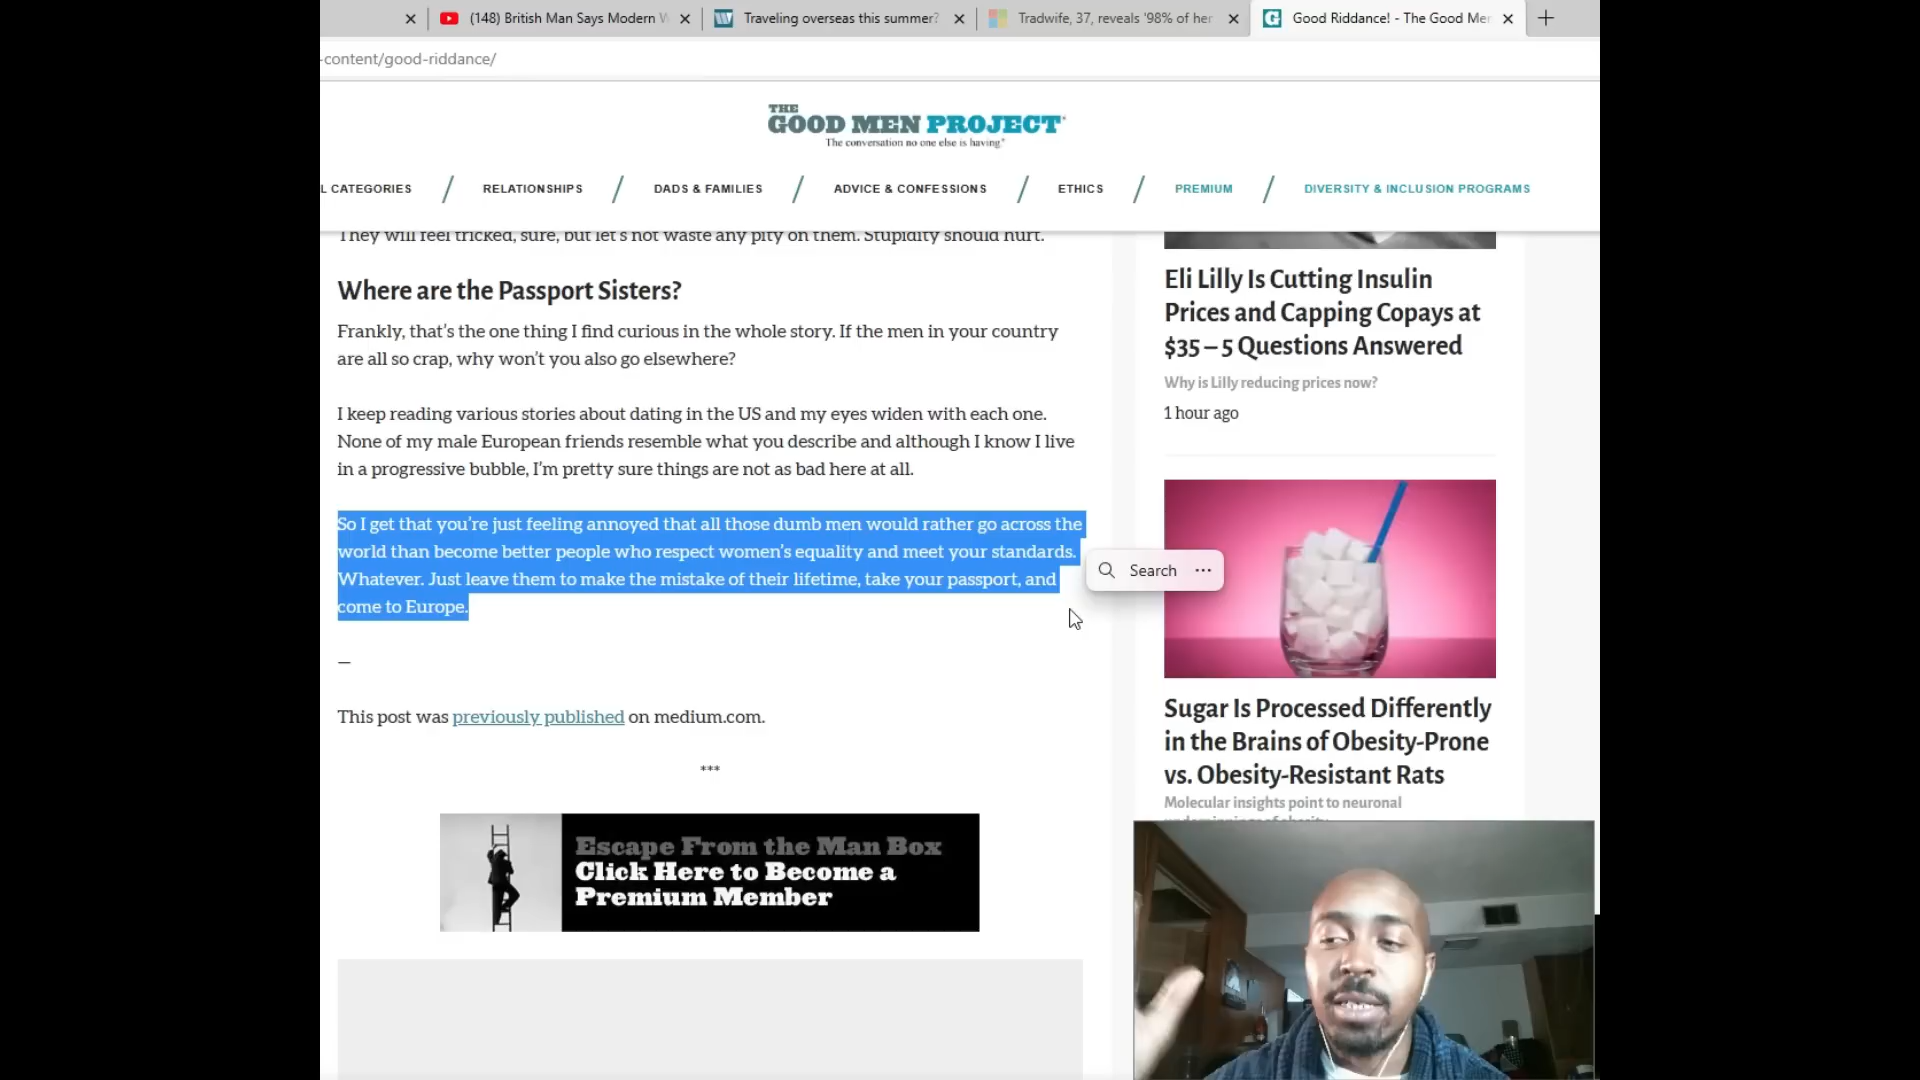 (148) British Man Says Modern W
Traveling overseas this summer?
Tradwife, 37, reveals '98% of her
Good Riddance! - The Good Mer
-content/good-riddance/
THE
GOOD MEN PROJECT
The conversation no one else is having
L CATEGORIES / RELATIONSHIPS / DADS & FAMILIES / ADVICE & CONFESSIONS / ETHICS / PREMIUM / DIVERSITY & INCLUSION PROGRAMS
They will feel tricked, sure, but let's not waste any pity on them. Stupidity should hurt.
Where are the Passport Sisters?
Frankly, that's the one thing I find curious in the whole story. If the men in your country
are all so crap, why won't you also go elsewhere?
I keep reading various stories about dating in the US and my eyes widen with each one.
None of my male European friends resemble what you describe and although I know I live
in a progressive bubble, I'm pretty sure things are not as bad here at all.
So I get that you're just feeling annoyed that all those dumb men would rather go across the
world than become better people who respect women's equality and meet your standards.
Whatever. Just leave them to make the mistake of their lifetime, take your passport, and
come to Europe.
Search ···
—
This post was previously published on medium.com.
***
Escape From the Man Box
Click Here to Become a
Premium Member
Eli Lilly Is Cutting Insulin
Prices and Capping Copays at
$35 – 5 Questions Answered
Why is Lilly reducing prices now?
1 hour ago
Sugar Is Processed Differently
in the Brains of Obesity-Prone
vs. Obesity-Resistant Rats
Molecular insights point to neuronal